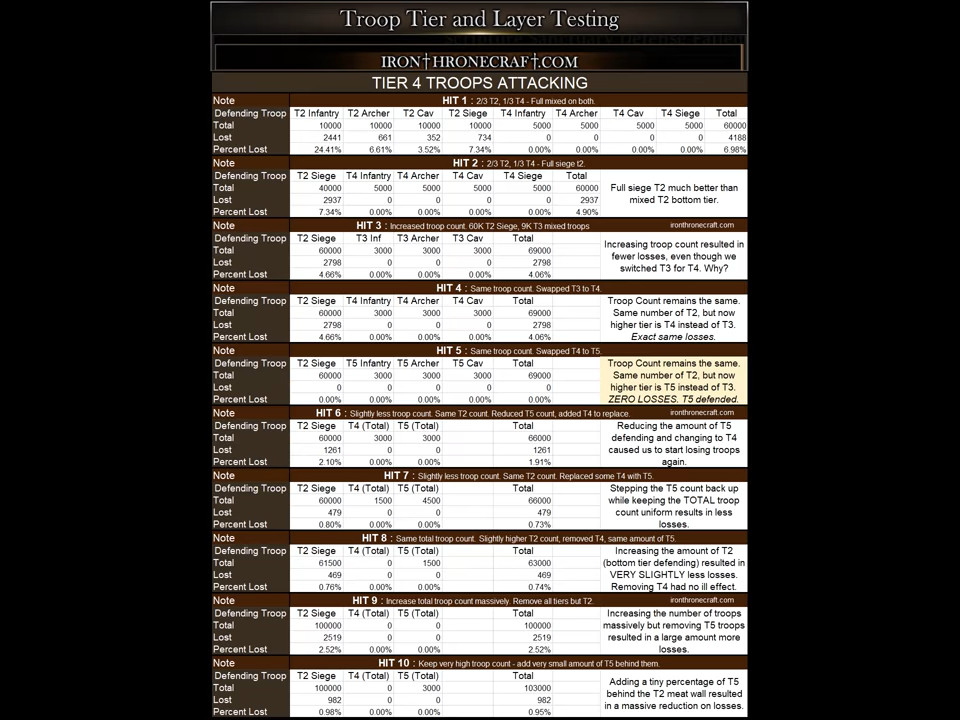 Troop Tier and Layer Testing
IRON†HRONECRAF†.COM
TIER 4 TROOPS ATTACKING
Note HIT 1 : 2/3 T2, 1/3 T4 - Full mixed on both.
Defending Troop T2 Infantry T2 Archer T2 Cav T2 Siege T4 Infantry T4 Archer T4 Cav T4 Siege Total
Total 10000 10000 10000 10000 5000 5000 5000 5000 60000
Lost 2441 661 352 734 0 0 0 0 4188
Percent Lost 24.41% 6.61% 3.52% 7.34% 0.00% 0.00% 0.00% 0.00% 6.98%
Note HIT 2 : 2/3 T2, 1/3 T4 - Full siege t2.
Defending Troop T2 Siege T4 Infantry T4 Archer T4 Cav T4 Siege Total
Total 40000 5000 5000 5000 5000 60000 Full siege T2 much better than
Lost 2937 0 0 0 0 2937 mixed T2 bottom tier.
Percent Lost 7.34% 0.00% 0.00% 0.00% 0.00% 4.90%
Note HIT 3 : Increased troop count. 60K T2 Siege, 9K T3 mixed troops ironthronecraft.com
Defending Troop T2 Siege T3 Inf T3 Archer T3 Cav Total Increasing troop count resulted in
Total 60000 3000 3000 3000 69000 fewer losses, even though we
Lost 2798 0 0 0 2798 switched T3 for T4. Why?
Percent Lost 4.66% 0.00% 0.00% 0.00% 4.06%
Note HIT 4 : Same troop count. Swapped T3 to T4.
Defending Troop T2 Siege T4 Infantry T4 Archer T4 Cav Total Troop Count remains the same.
Total 60000 3000 3000 3000 69000 Same number of T2, but now
Lost 2798 0 0 0 2798 higher tier is T4 instead of T3.
Percent Lost 4.66% 0.00% 0.00% 0.00% 4.06% Exact same losses.
Note HIT 5 : Same troop count. Swapped T4 to T5.
Defending Troop T2 Siege T5 Infantry T5 Archer T5 Cav Total Troop Count remains the same.
Total 60000 3000 3000 3000 69000 Same number of T2, but now
Lost 0 0 0 0 0 higher tier is T5 instead of T3.
Percent Lost 0.00% 0.00% 0.00% 0.00% 0.00% ZERO LOSSES. T5 defended.
Note HIT 6 : Slightly less troop count. Same T2 count. Reduced T5 count, added T4 to replace. ironthronecraft.com
Defending Troop T2 Siege T4 (Total) T5 (Total) Total Reducing the amount of T5
Total 60000 3000 3000 66000 defending and changing to T4
Lost 1261 0 0 1261 caused us to start losing troops
Percent Lost 2.10% 0.00% 0.00% 1.91% again.
Note HIT 7 : Slightly less troop count. Same T2 count. Replaced some T4 with T5.
Defending Troop T2 Siege T4 (Total) T5 (Total) Total Stepping the T5 count back up
Total 60000 1500 4500 66000 while keeping the TOTAL troop
Lost 479 0 0 479 count uniform results in less
Percent Lost 0.80% 0.00% 0.00% 0.73% losses.
Note HIT 8 : Same total troop count. Slightly higher T2 count, removed T4, same amount of T5.
Defending Troop T2 Siege T4 (Total) T5 (Total) Total Increasing the amount of T2
Total 61500 0 1500 63000 (bottom tier defending) resulted in
Lost 469 0 0 469 VERY SLIGHTLY less losses.
Percent Lost 0.76% 0.00% 0.00% 0.74% Removing T4 had no ill effect.
Note HIT 9 : Increase total troop count massively. Remove all tiers but T2. ironthronecraft.com
Defending Troop T2 Siege T4 (Total) T5 (Total) Total Increasing the number of troops
Total 100000 0 0 100000 massively but removing T5 troops
Lost 2519 0 0 2519 resulted in a large amount more
Percent Lost 2.52% 0.00% 0.00% 2.52% losses.
Note HIT 10 : Keep very high troop count - add very small amount of T5 behind them.
Defending Troop T2 Siege T4 (Total) T5 (Total) Total Adding a tiny percentage of T5
Total 100000 0 3000 103000 behind the T2 meat wall resulted
Lost 982 0 0 982 in a massive reduction on losses.
Percent Lost 0.98% 0.00% 0.00% 0.95%